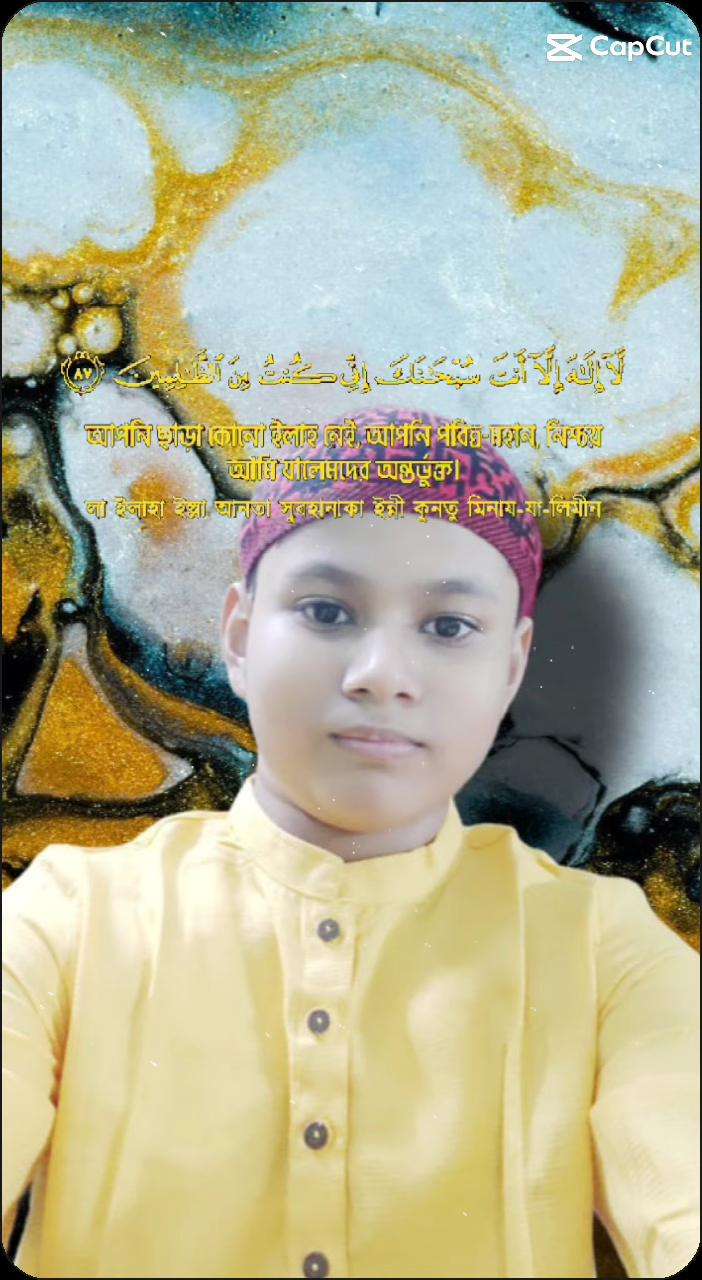 CapCut
لَّآ إِلَٰهَ إِلَّآ أَنتَ سُبْحَٰنَكَ إِنِّي كُنتُ مِنَ ٱلظَّٰلِمِينَ ٨٧
আপনি ছাড়া কোনো ইলাহ নেই, আপনি পবিত্র-মহান, নিশ্চয়
আমি যালেমদের অন্তর্ভুক্ত।
লা ইলাহা ইল্লা আনতা সুবহানাকা ইন্নী কুনতু মিনায-যা-লিমীন